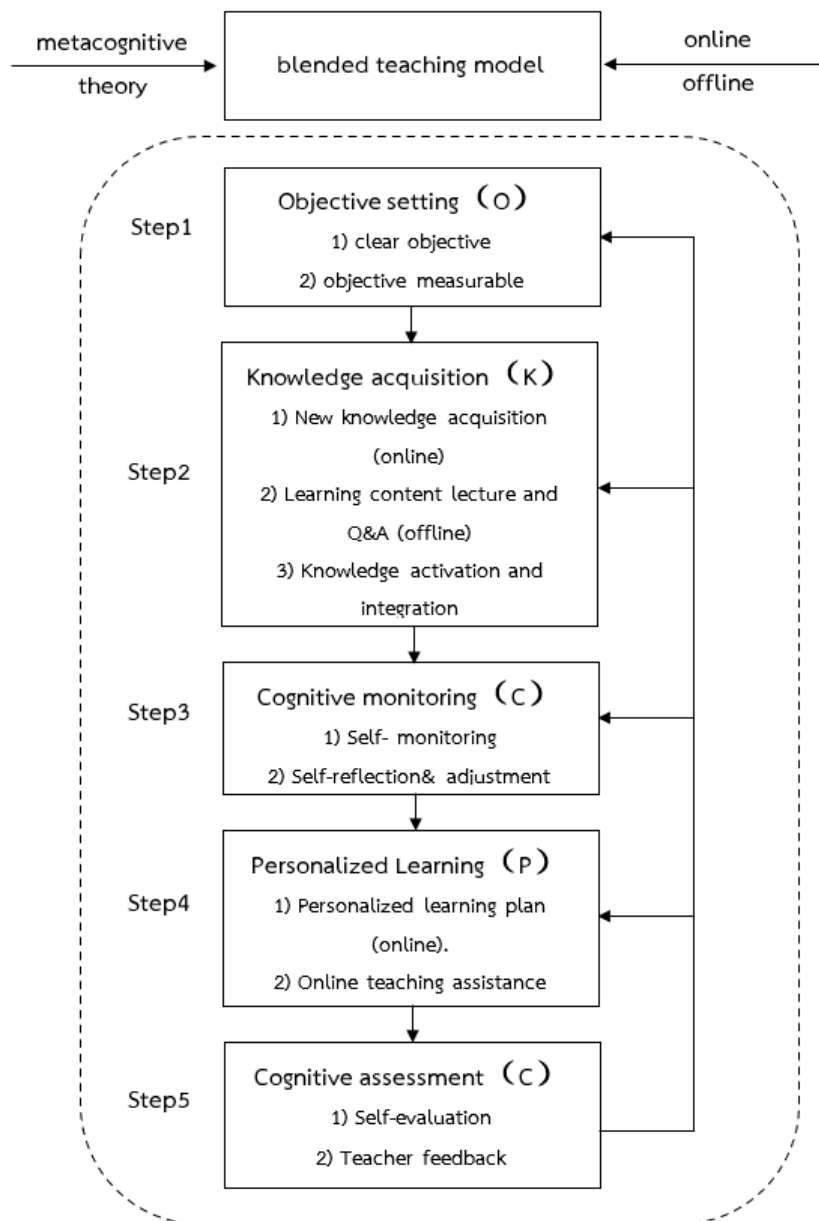 metacognitive
theory
blended teaching model
online
offline
Step1
Objective setting (O)
1) clear objective
2) objective measurable
Step2
Knowledge acquisition (K)
1) New knowledge acquisition
(online)
2) Learning content lecture and
Q&A (offline)
3) Knowledge activation and
integration
Step3
Cognitive monitoring (C)
1) Self- monitoring
2) Self-reflection& adjustment
Step4
Personalized Learning (P)
1) Personalized learning plan
(online).
2) Online teaching assistance
Step5
Cognitive assessment (C)
1) Self-evaluation
2) Teacher feedback